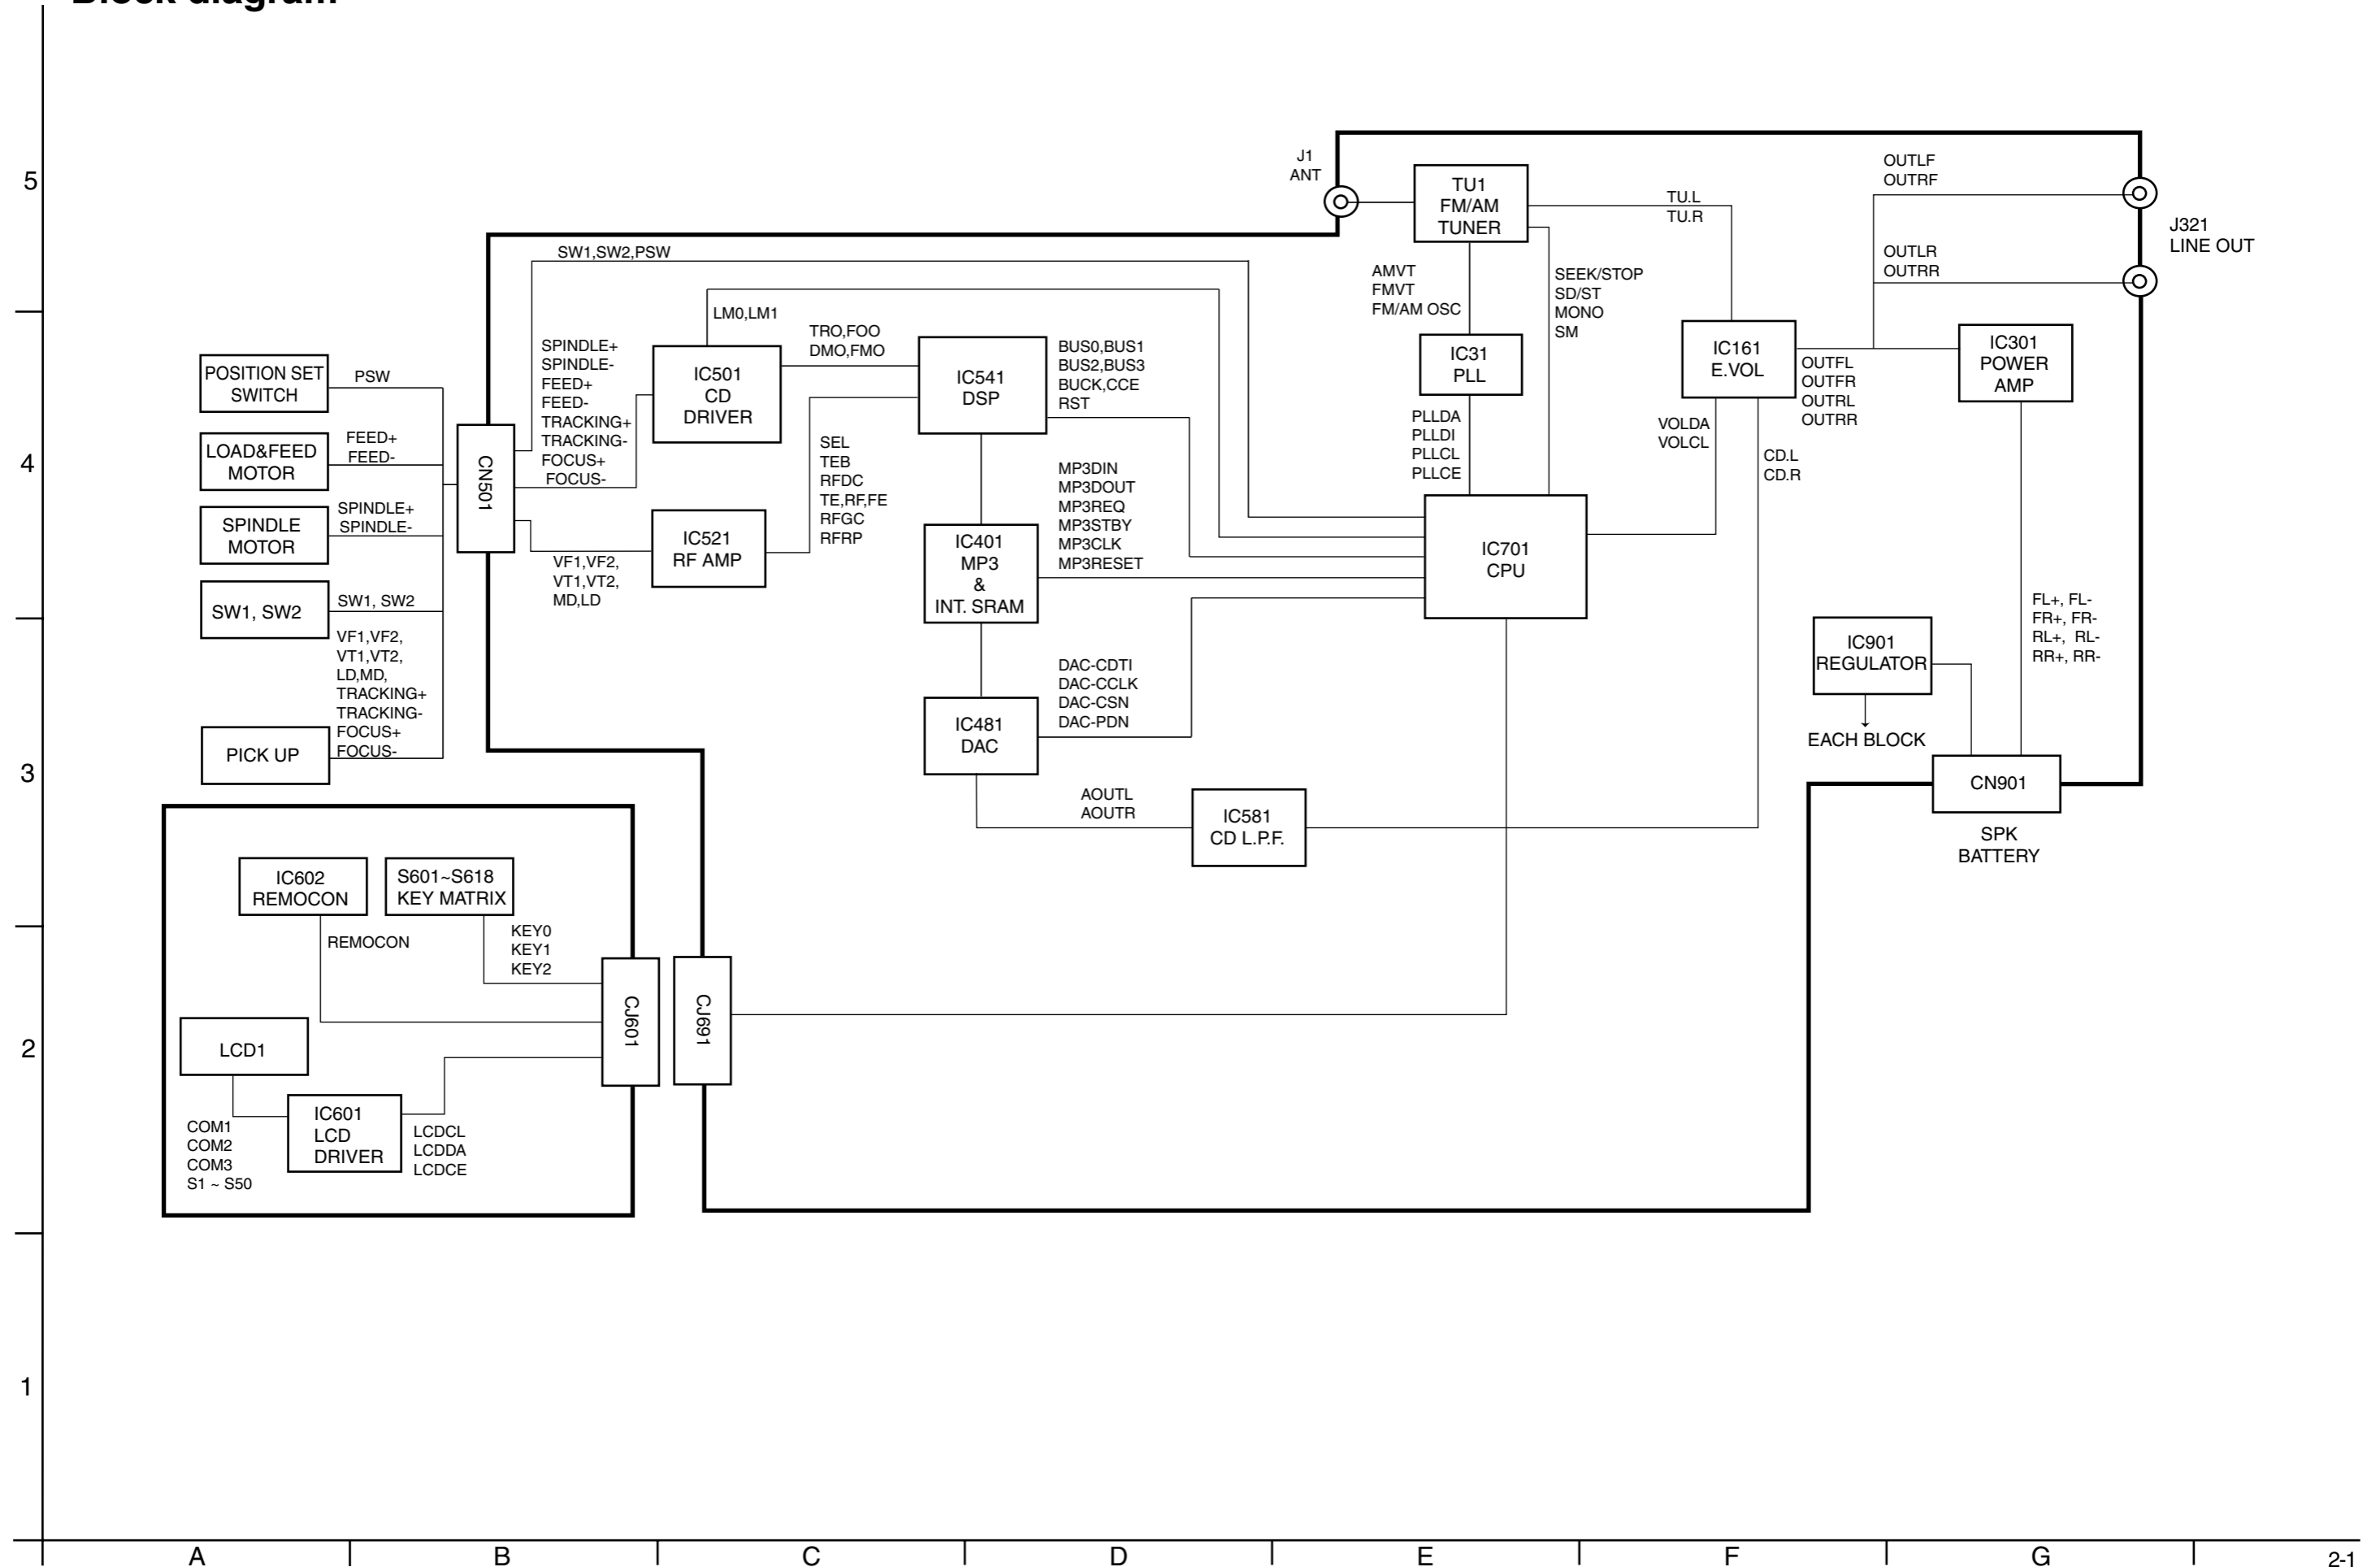 Block diagram
5
4
3
2
1
J1
ANT
TU1
FM/AM
TUNER
TU.L
TU.R
OUTLF
OUTRF
OUTLR
OUTRR
J321
LINE OUT
SW1,SW2,PSW
AMVT
FMVT
FM/AM OSC
SEEK/STOP
SD/ST
MONO
SM
LM0,LM1
POSITION SET
SWITCH
PSW
LOAD&FEED
MOTOR
FEED+
FEED-
SPINDLE
MOTOR
SPINDLE+
SPINDLE-
SW1, SW2
SW1, SW2
VF1,VF2,
VT1,VT2,
LD,MD,
TRACKING+
TRACKING-
FOCUS+
FOCUS-
PICK UP
CN501
SPINDLE+
SPINDLE-
FEED+
FEED-
TRACKING+
TRACKING-
FOCUS+
FOCUS-
VF1,VF2,
VT1,VT2,
MD,LD
IC501
CD
DRIVER
TRO,FOO
DMO,FMO
IC521
RF AMP
SEL
TEB
RFDC
TE,RF,FE
RFGC
RFRP
IC541
DSP
BUS0,BUS1
BUS2,BUS3
BUCK,CCE
RST
IC401
MP3
&
INT. SRAM
MP3DIN
MP3DOUT
MP3REQ
MP3STBY
MP3CLK
MP3RESET
IC481
DAC
DAC-CDTI
DAC-CCLK
DAC-CSN
DAC-PDN
AOUTL
AOUTR
IC581
CD L.P.F.
IC31
PLL
PLLDA
PLLDI
PLLCL
PLLCE
IC701
CPU
IC161
E.VOL
VOLDA
VOLCL
CD.L
CD.R
OUTFL
OUTFR
OUTRL
OUTRR
IC301
POWER
AMP
FL+, FL-
FR+, FR-
RL+, RL-
RR+, RR-
IC901
REGULATOR
EACH BLOCK
CN901
SPK
BATTERY
IC602
REMOCON
S601~S618
KEY MATRIX
REMOCON
KEY0
KEY1
KEY2
CJ601
CJ691
LCD1
IC601
LCD
DRIVER
COM1
COM2
COM3
S1 ~ S50
LCDCL
LCDDA
LCDCE
A B C D E F G
2-1